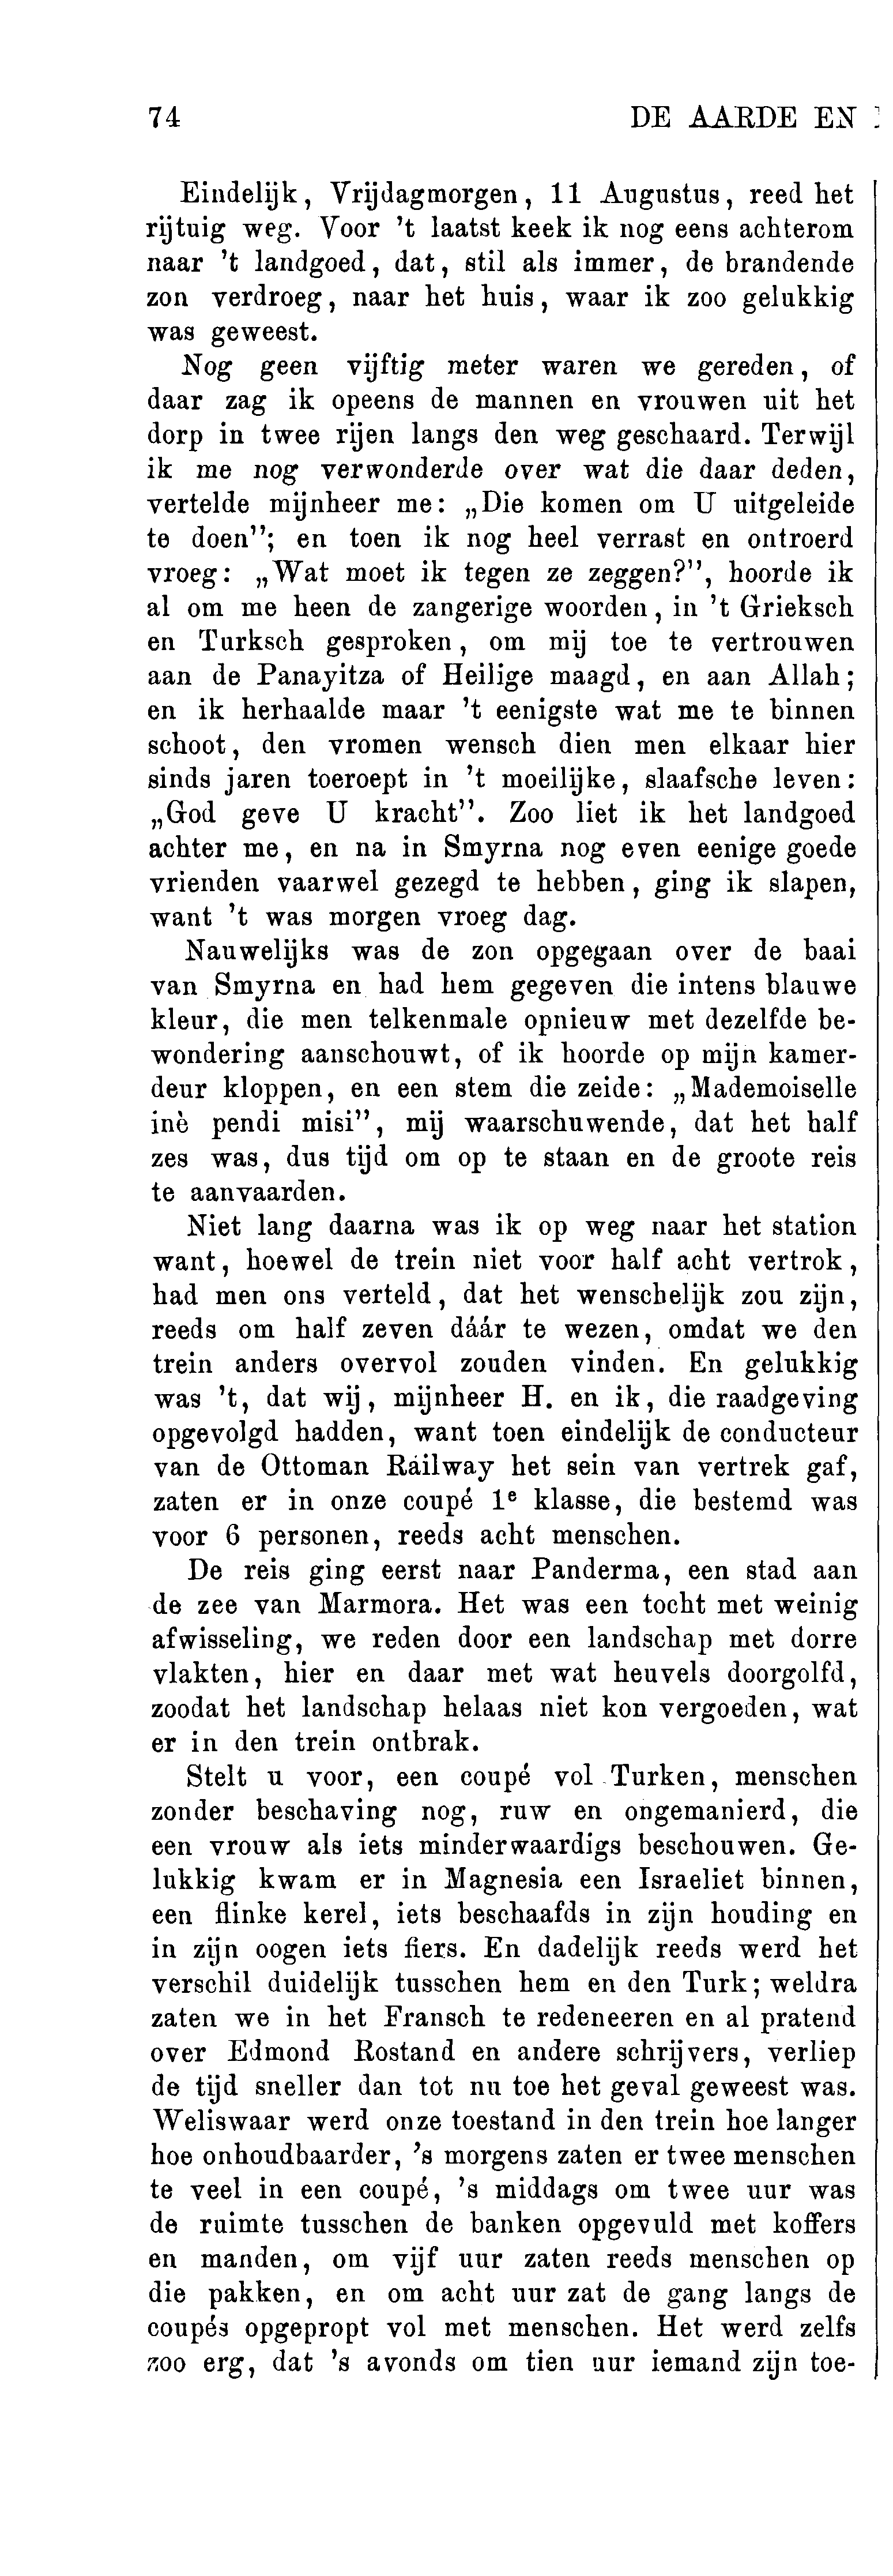 74 DE AARDE EN
Eindelijk, Vrijdagmorgen, 11 Augustus, reed het
rijtuig weg. Voor 't laatst keek ik nog eens achterom
naar 't landgoed, dat, stil als immer, de brandende
zon verdroeg, naar het huis, waar ik zoo gelukkig
was geweest.
Nog geen vijftig meter waren we gereden, of
daar zag ik opeens de mannen en vrouwen uit het
dorp in twee rijen langs den weg geschaard. Terwijl
ik me nog verwonderde over wat die daar deden,
vertelde mijnheer me: „Die komen om U uitgeleide
te doen"; en toen ik nog heel verrast en ontroerd
vroeg: „Wat moet ik tegen ze zeggen?", hoorde ik
al om me heen de zangerige woorden, in 't Grieksch
en Turksch gesproken, om mij toe te vertrouwen
aan de Panayitza of Heilige maagd, en aan Allah;
en ik herhaalde maar 't eenigste wat me te binnen
schoot, den vromen wensch dien men elkaar hier
sinds jaren toeroept in 't moeilijke, slaafsche leven:
„God geve U kracht". Zoo liet ik het landgoed
achter me, en na in Smyrna nog even eenige goede
vrienden vaarwel gezegd te hebben, ging ik slapen,
want 't was morgen vroeg dag.
Nauwelijks was de zon opgegaan over de baai
van Smyrna en had hem gegeven die intens blauwe
kleur, die men telkenmale opnieuw met dezelfde be-
wondering aanschouwt, of ik hoorde op mijn kamer-
deur kloppen, en een stem die zeide: „Mademoiselle
inè pendi misi", mij waarschuwende, dat het half
zes was, dus tijd om op te staan en de groote reis
te aanvaarden.
Niet lang daarna was ik op weg naar het station
want, hoewel de trein niet voor half acht vertrok,
had men ons verteld, dat het wenschelijk zou zijn,
reeds om half zeven dáár te wezen, omdat we den
trein anders overvol zouden vinden. En gelukkig
was 't, dat wij, mijnheer H. en ik, die raadgeving
opgevolgd hadden, want toen eindelijk de conducteur
van de Ottoman Railway het sein van vertrek gaf,
zaten er in onze coupé 1e klasse, die bestemd was
voor 6 personen, reeds acht menschen.
De reis ging eerst naar Panderma, een stad aan
de zee van Marmora. Het was een tocht met weinig
afwisseling, we reden door een landschap met dorre
vlakten, hier en daar met wat heuvels doorgolfd,
zoodat het landschap helaas niet kon vergoeden, wat
er in den trein ontbrak.
Stelt u voor, een coupé vol Turken, menschen
zonder beschaving nog, ruw en ongemanierd, die
een vrouw als iets minderwaardigs beschouwen. Ge-
lukkig kwam er in Magnesia een Israeliet binnen,
een flinke kerel, iets beschaafds in zijn houding en
in zijn oogen iets fiers. En dadelijk reeds werd het
verschil duidelijk tusschen hem en den Turk; weldra
zaten we in het Fransch te redeneeren en al pratend
over Edmond Rostand en andere schrijvers, verliep
de tijd sneller dan tot nu toe het geval geweest was.
Weliswaar werd onze toestand in den trein hoe langer
hoe onhoudbaarder, 's morgens zaten er twee menschen
te veel in een coupé, 's middags om twee uur was
de ruimte tusschen de banken opgevuld met koffers
en manden, om vijf uur zaten reeds menschen op
die pakken, en om acht uur zat de gang langs de
coupés opgepropt vol met menschen. Het werd zelfs
zoo erg, dat 's avonds om tien uur iemand zijn toe-